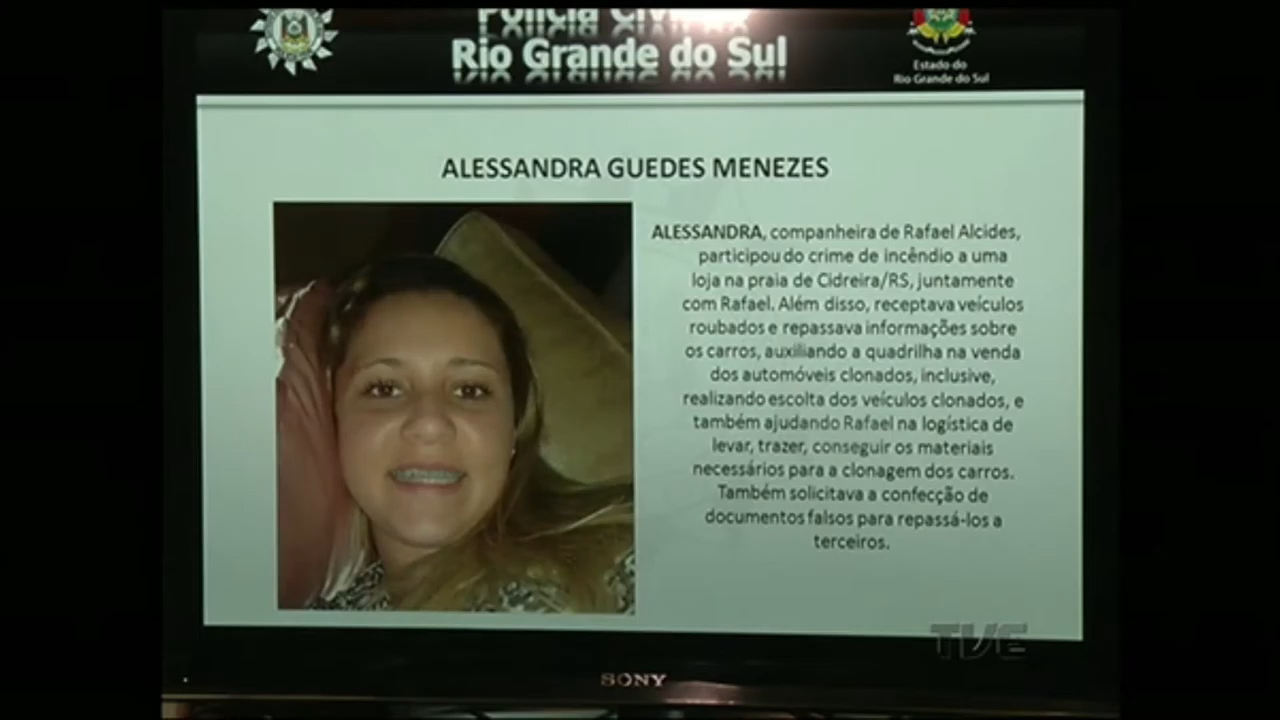 Polícia Civil
Rio Grande do Sul
Estado do
Rio Grande do Sul
ALESSANDRA GUEDES MENEZES
ALESSANDRA, companheira de Rafael Alcides,
participou do crime de incêndio a uma
loja na praia de Cidreira/RS, juntamente
com Rafael. Além disso, receptava veículos
roubados e repassava informações sobre
os carros, auxiliando a quadrilha na venda
dos automóveis clonados, inclusive,
realizando escolta dos veículos clonados, e
também ajudando Rafael na logística de
levar, trazer, conseguir os materiais
necessários para a clonagem dos carros.
Também solicitava a confecção de
documentos falsos para repassá-los a
terceiros.
TVE
SONY